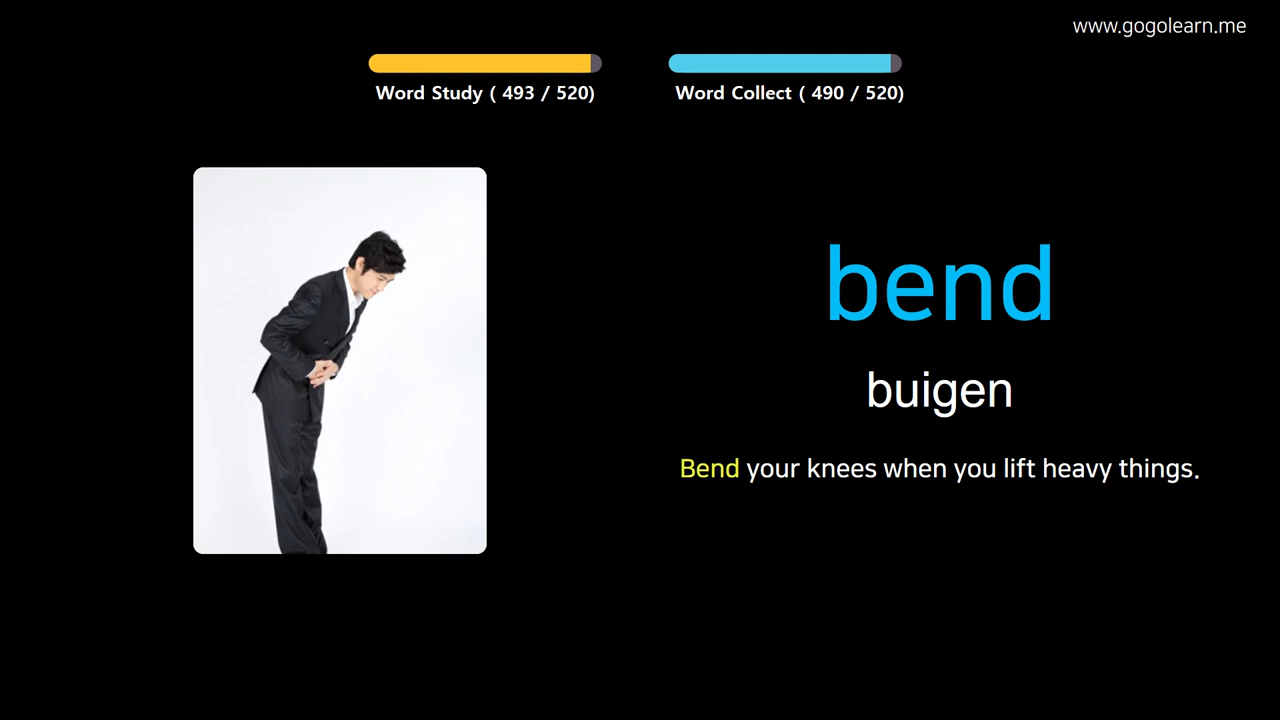 www.gogolearn.me
Word Study ( 493 / 520)
Word Collect ( 490 / 520)
bend
buigen
Bend your knees when you lift heavy things.